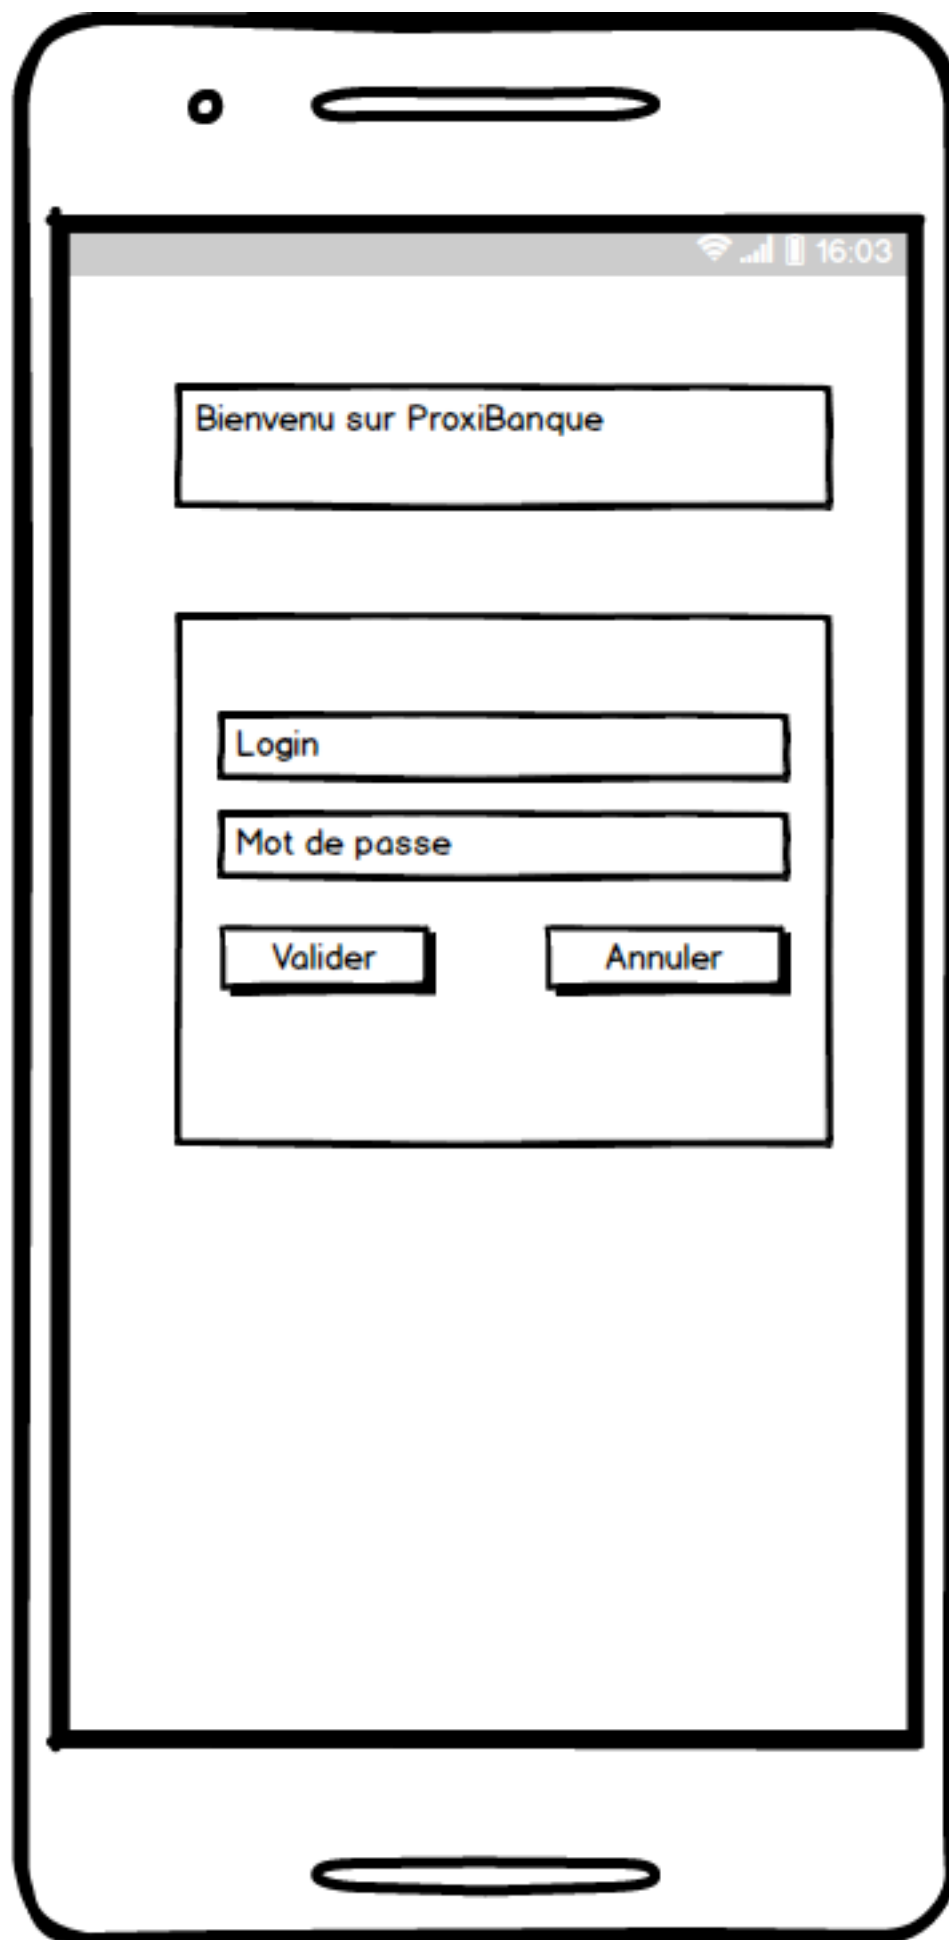 16:03
Bienvenu sur ProxiBanque
Login
Mot de passe
Valider
Annuler